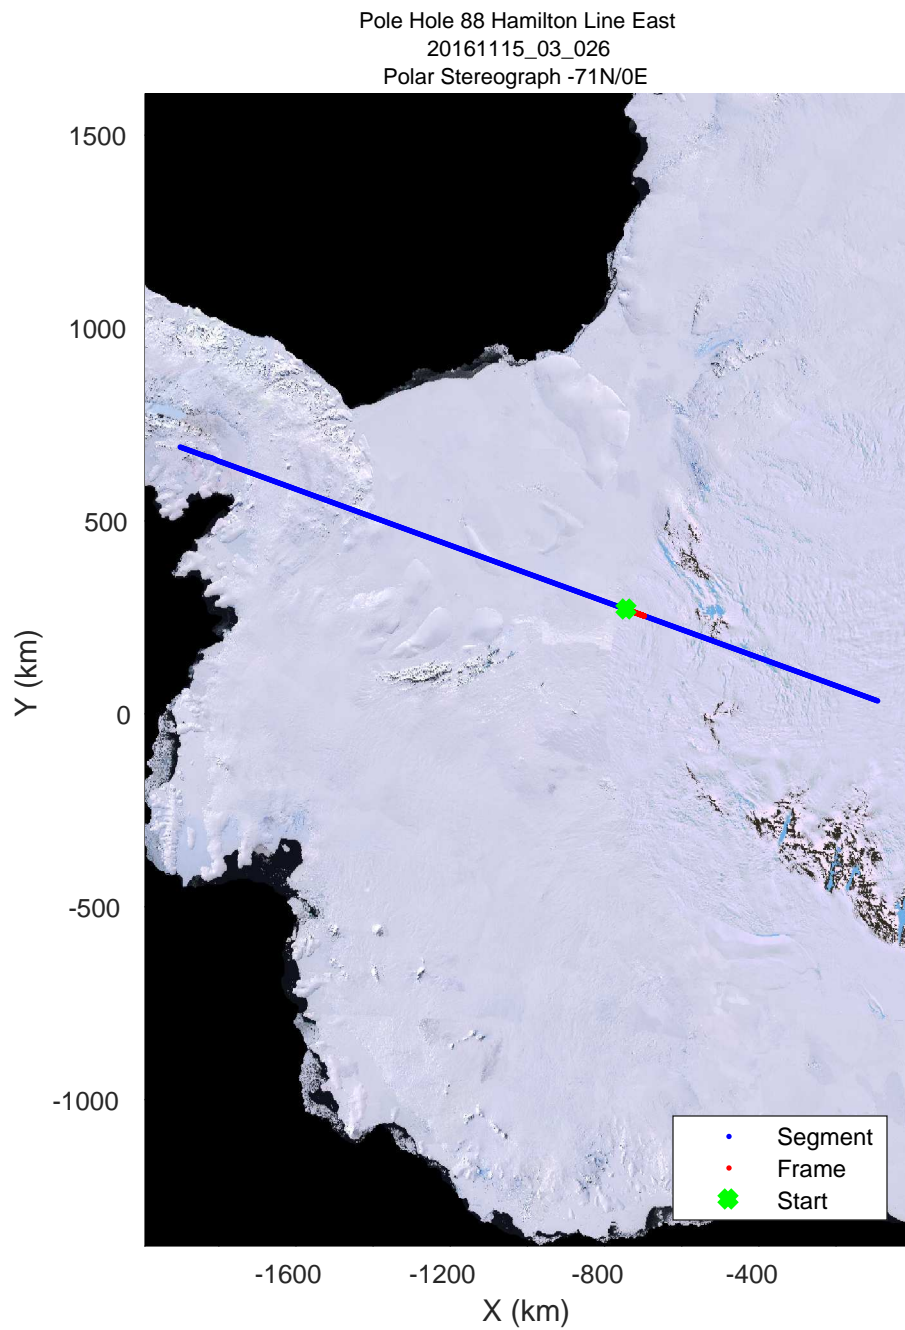 Pole Hole 88 Hamilton Line East
20161115_03_026
Polar Stereograph -71N/0E
1500
1000
500
0
-500
-1000
Y (km)
-1600
-1200
-800
-400
X (km)
Segment
Frame
Start